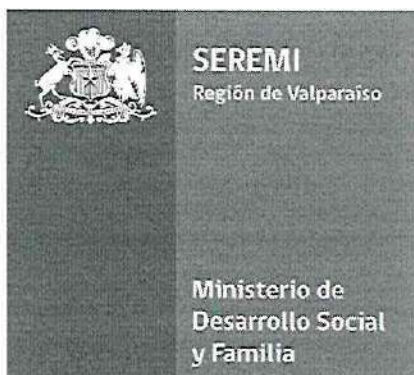 SEREMI
Región de Valparaíso
Ministerio de
Desarrollo Social
y Familia